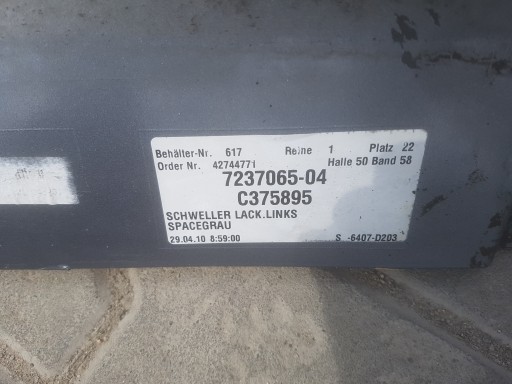 Behälter-Nr. 617 Reihe 1 Platz 22
Order Nr. 42744771 Halle 50 Band 58
7237065-04
C375895
SCHWELLER LACK.LINKS
SPACEGRAU
29.04.10 8:59:00 S -6407-D203